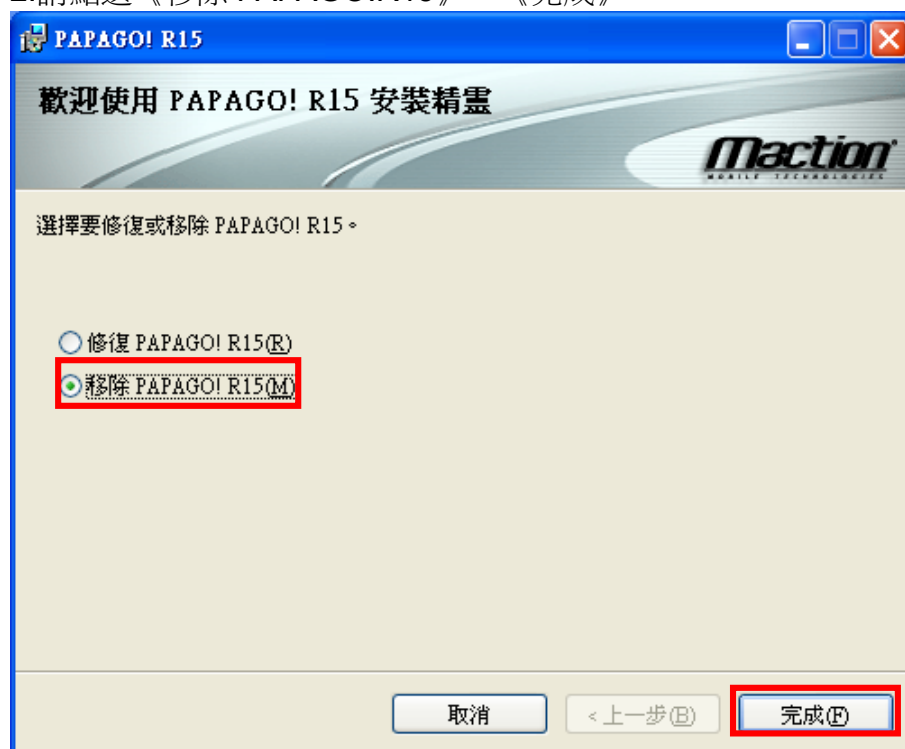 PAPAGO! R15
歡迎使用 PAPAGO! R15 安裝精靈
Maction
MOBILE TECHNOLOGIES
選擇要修復或移除 PAPAGO! R15。
修復 PAPAGO! R15(R)
移除 PAPAGO! R15(M)
取消
<上一步(B)
完成(F)